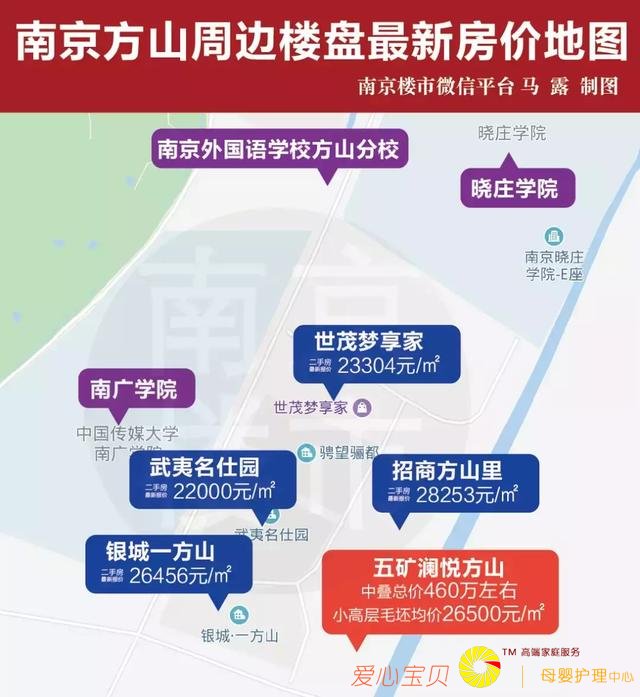 南京方山周边楼盘最新房价地图
南京楼市微信平台 马 露 制图
晓庄学院
南京外国语学校方山分校
晓庄学院
南京晓庄
学院-E座
南京
楼市
世茂梦享家
二手房
最新报价 23304元/㎡
南广学院
世茂梦享家
中国传媒大学
南广学院
骋望骊都
武夷名仕园
二手房
最新报价 22000元/㎡
招商方山里
二手房
最新报价 28253元/㎡
武夷名仕园
银城一方山
二手房
最新报价 26456元/㎡
五矿澜悦方山
中叠总价460万左右
小高层毛坯均价26500元/㎡
银城·一方山
爱心宝贝
TM 高端家庭服务
母婴护理中心